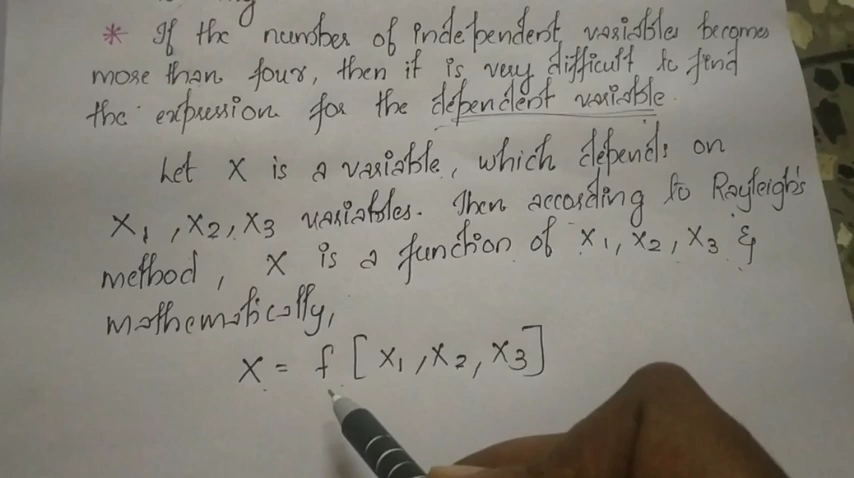 * If the number of independent variables becomes
more than four, then it is very difficult to find
the expression for the dependent variable.
Let X is a variable, which depends on
X1, X2, X3 variables. Then according to Rayleigh's
method, X is a function of X1, X2, X3 &
mathematically,
X = f [X1, X2, X3]